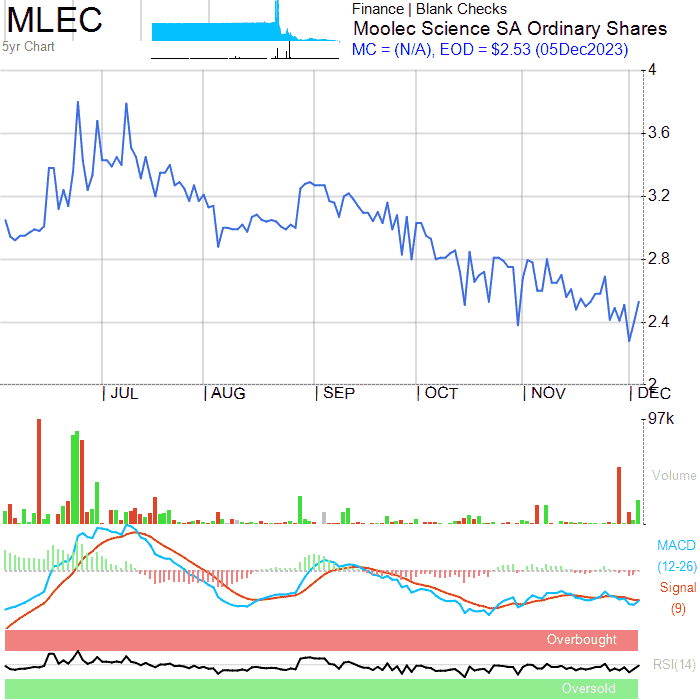 MLEC
5yr Chart
Finance | Blank Checks
Moolec Science SA Ordinary Shares
MC = (N/A), EOD = $2.53 (05Dec2023)
4
3.6
3.2
2.8
2.4
2
JUL AUG SEP OCT NOV DEC
97k
Volume
MACD
(12-26)
Signal
(9)
Overbought
RSI(14)
Oversold